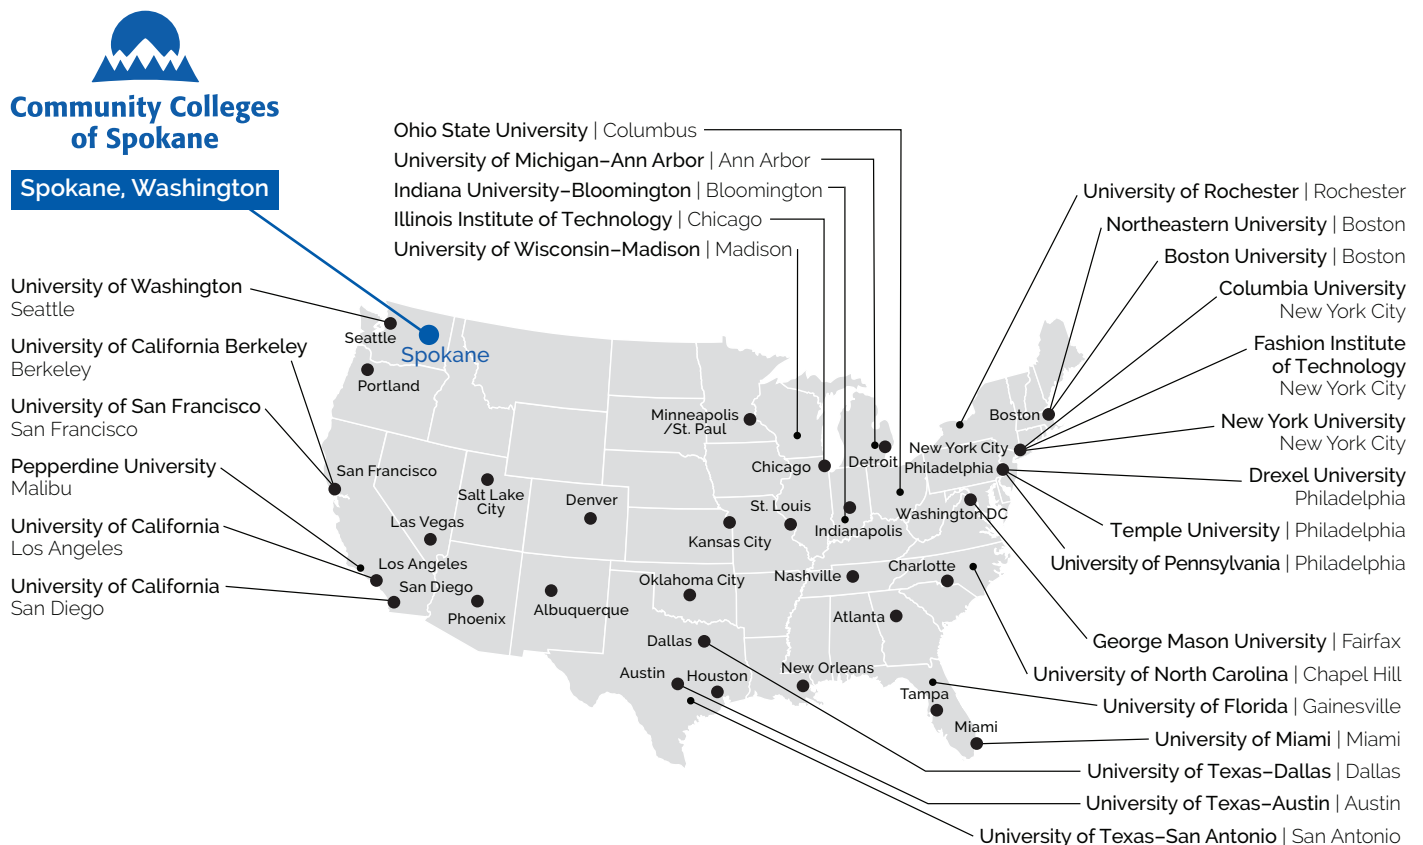 Community Colleges
of Spokane
Spokane, Washington
University of Washington
Seattle
University of California Berkeley
Berkeley
University of San Francisco
San Francisco
Pepperdine University
Malibu
University of California
Los Angeles
University of California
San Diego
Ohio State University | Columbus
University of Michigan–Ann Arbor | Ann Arbor
Indiana University–Bloomington | Bloomington
Illinois Institute of Technology | Chicago
University of Wisconsin–Madison | Madison
University of Rochester | Rochester
Northeastern University | Boston
Boston University | Boston
Columbia University
New York City
Fashion Institute
of Technology
New York City
New York University
New York City
Drexel University
Philadelphia
Temple University | Philadelphia
University of Pennsylvania | Philadelphia
George Mason University | Fairfax
University of North Carolina | Chapel Hill
University of Florida | Gainesville
University of Miami | Miami
University of Texas–Dallas | Dallas
University of Texas–Austin | Austin
University of Texas–San Antonio | San Antonio
Seattle
Spokane
Portland
Minneapolis
/St. Paul
Boston
New York City
Detroit
Chicago
Philadelphia
San Francisco
Salt Lake
City
Denver
St. Louis
Washington DC
Las Vegas
Indianapolis
Kansas City
Los Angeles
San Diego
Oklahoma City
Nashville
Charlotte
Phoenix
Albuquerque
Atlanta
Dallas
Austin
Houston
New Orleans
Tampa
Miami